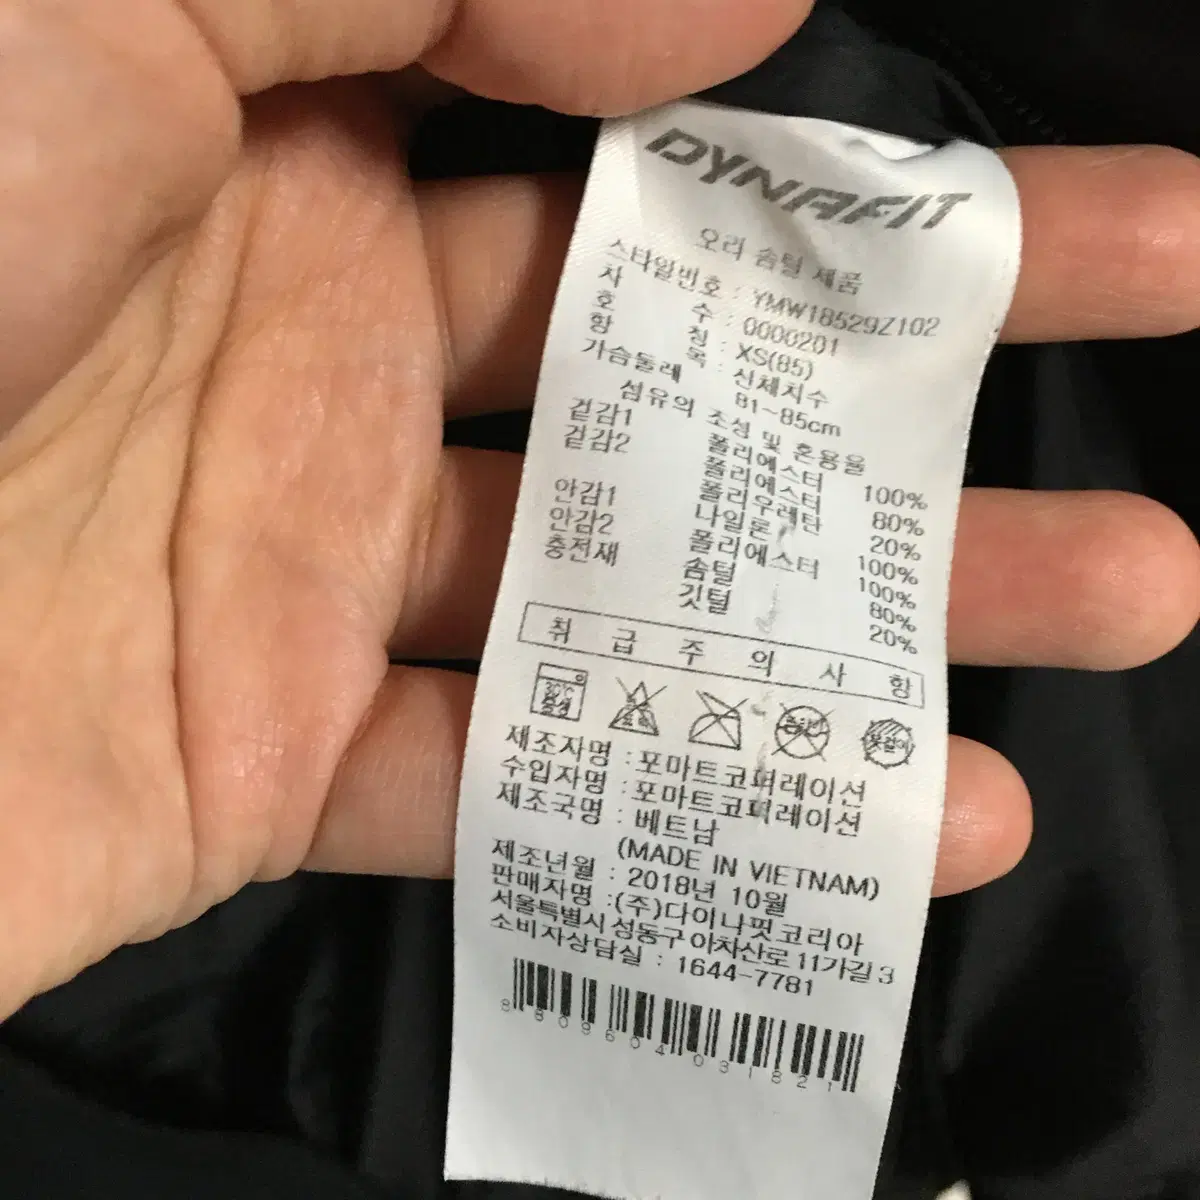 DYNAFIT
오리 솜털 제품
스타일번호 : YMW18529Z102
차 수 : 0000201
호 칭 : XS(85)
항 목 : 신체치수
가슴둘레 81~85cm
섬유의 조성 및 혼용율
겉감1 폴리에스터 100%
겉감2 폴리에스터 80%
폴리우레탄 20%
안감1 나일론 100%
안감2 폴리에스터 100%
충전재 솜털 80%
깃털 20%
취급주의사항
30℃
중성
제조자명 : 포마트코퍼레이션
수입자명 : 포마트코퍼레이션
제조국명 : 베트남
(MADE IN VIETNAM)
제조년월 : 2018년 10월
판매자명 :(주)다이나핏코리아
서울특별시 성동구 아차산로 11가길 3
소비자상담실 : 1644-7781
8809604031821